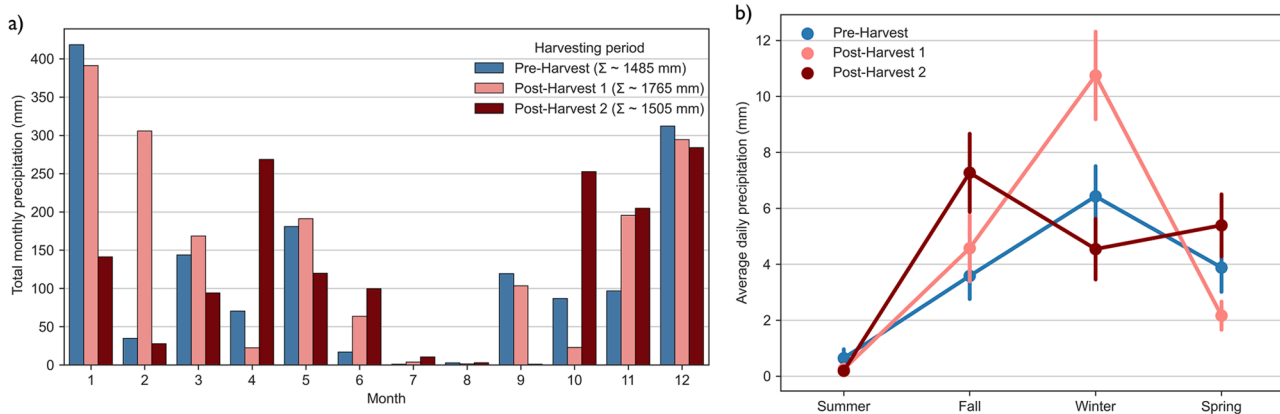 a)
Total monthly precipitation (mm)
400
350
300
250
200
150
100
50
0
Harvesting period
Pre-Harvest (Σ ~ 1485 mm)
Post-Harvest 1 (Σ ~ 1765 mm)
Post-Harvest 2 (Σ ~ 1505 mm)
1 2 3 4 5 6 7 8 9 10 11 12
Month
b)
Average daily precipitation (mm)
12
10
8
6
4
2
0
Pre-Harvest
Post-Harvest 1
Post-Harvest 2
Summer Fall Winter Spring